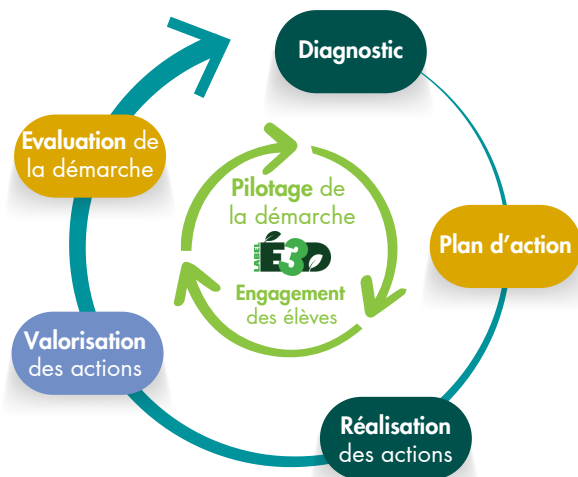 Diagnostic
Evaluation de
la démarche
Pilotage de
la démarche
LABEL
É3D
Engagement
des élèves
Plan d'action
Valorisation
des actions
Réalisation
des actions